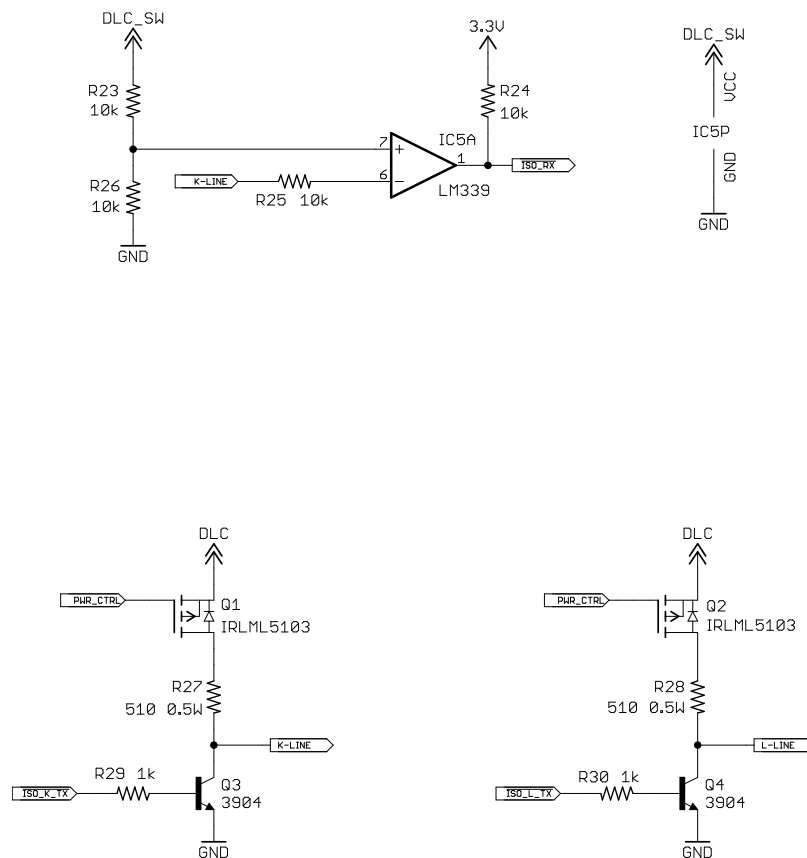 DLC_SW
R23
10k
R26
10k
GND
K-LINE
R25 10k
7
6
+
-
1
IC5A
LM339
3.3V
R24
10k
ISO_RX
DLC_SW
VCC
IC5P
GND
GND
DLC
PWR_CTRL
Q1
IRLML5103
R27
510 0.5W
K-LINE
R29 1k
ISO_K_TX
Q3
3904
GND
DLC
PWR_CTRL
Q2
IRLML5103
R28
510 0.5W
L-LINE
R30 1k
ISO_L_TX
Q4
3904
GND